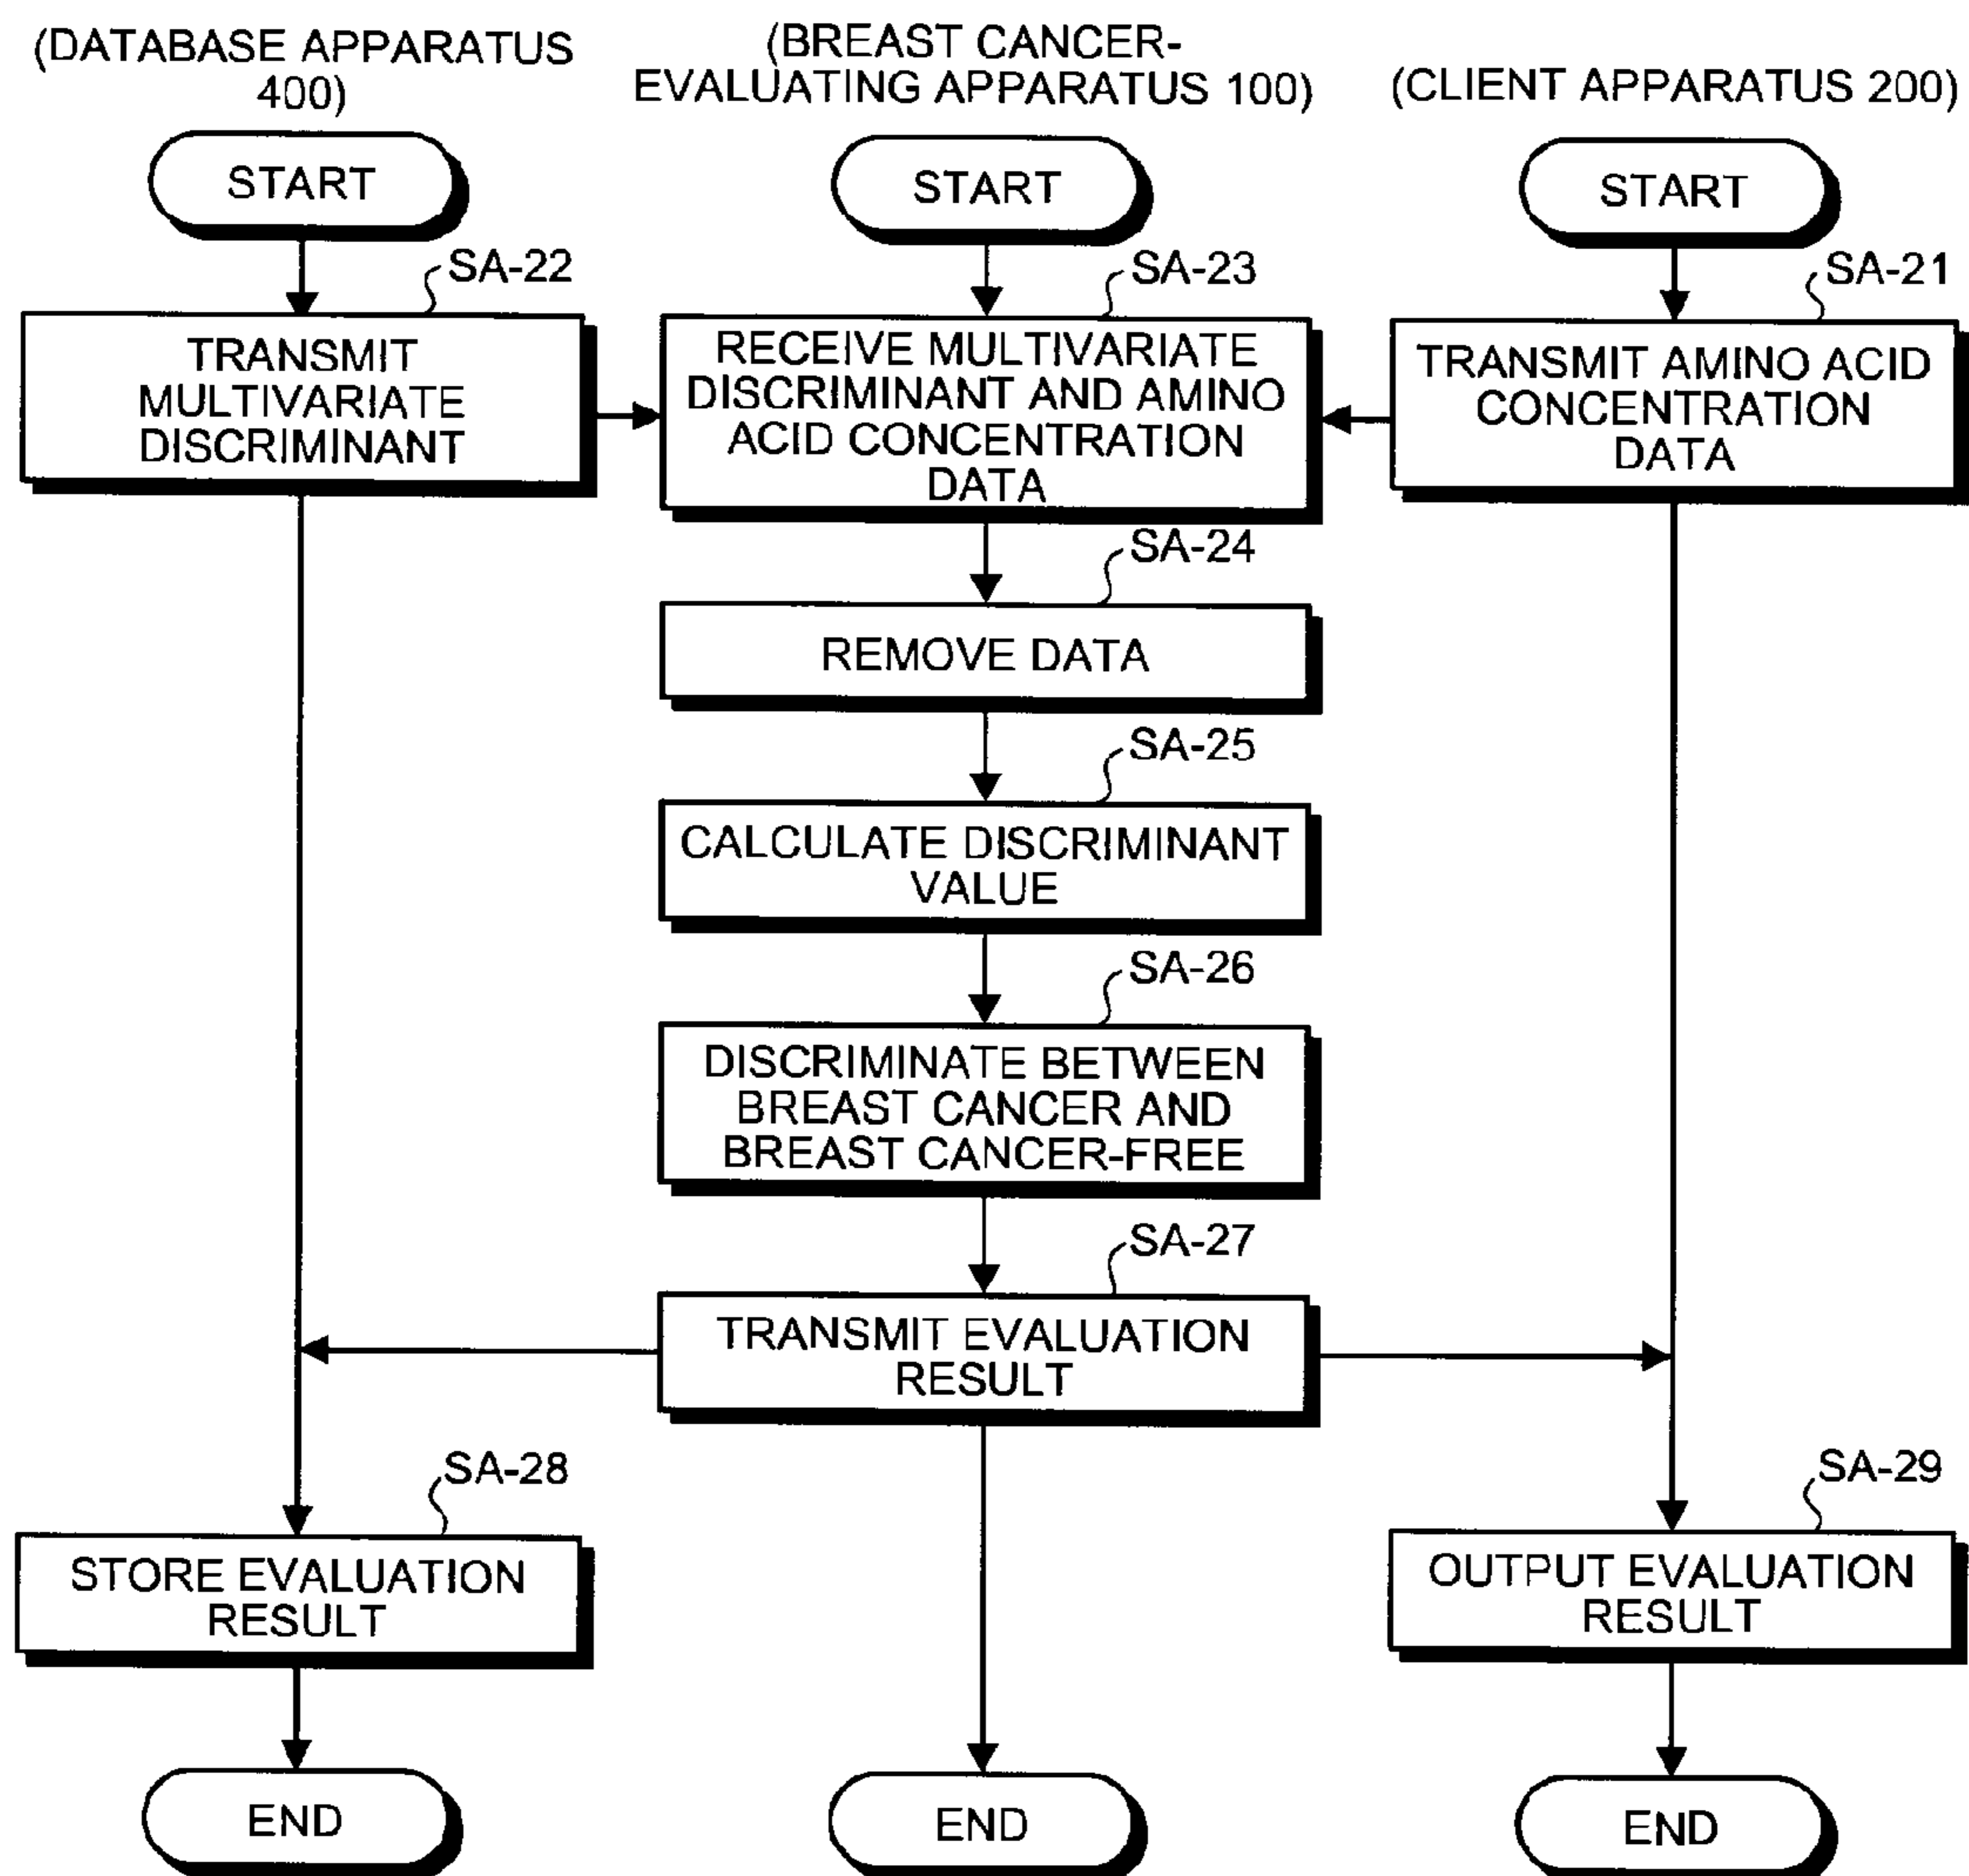 (DATABASE APPARATUS
400)
(BREAST CANCER-
EVALUATING APPARATUS 100)
(CLIENT APPARATUS 200)
START
START
START
SA-22
SA-23
SA-21
TRANSMIT
MULTIVARIATE
DISCRIMINANT
RECEIVE MULTIVARIATE
DISCRIMINANT AND AMINO
ACID CONCENTRATION
DATA
TRANSMIT AMINO ACID
CONCENTRATION
DATA
SA-24
REMOVE DATA
SA-25
CALCULATE DISCRIMINANT
VALUE
SA-26
DISCRIMINATE BETWEEN
BREAST CANCER AND
BREAST CANCER-FREE
SA-27
TRANSMIT EVALUATION
RESULT
SA-28
SA-29
STORE EVALUATION
RESULT
OUTPUT EVALUATION
RESULT
END
END
END